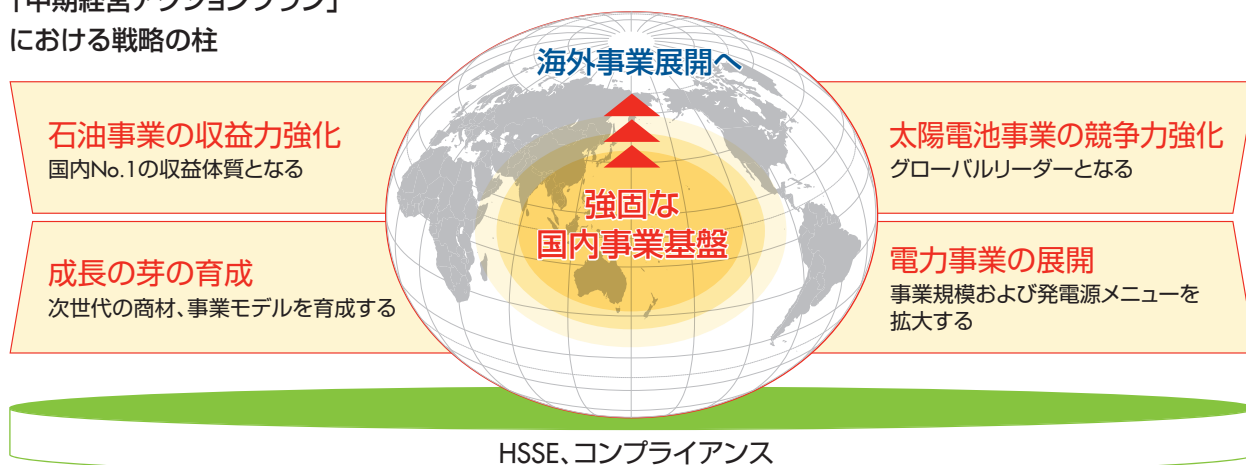 「中期経営アクションプラン」
における戦略の柱
海外事業展開へ
石油事業の収益力強化
国内No.1の収益体質となる
太陽電池事業の競争力強化
グローバルリーダーとなる
強固な
国内事業基盤
成長の芽の育成
次世代の商材、事業モデルを育成する
電力事業の展開
事業規模および発電源メニューを
拡大する
HSSE、コンプライアンス